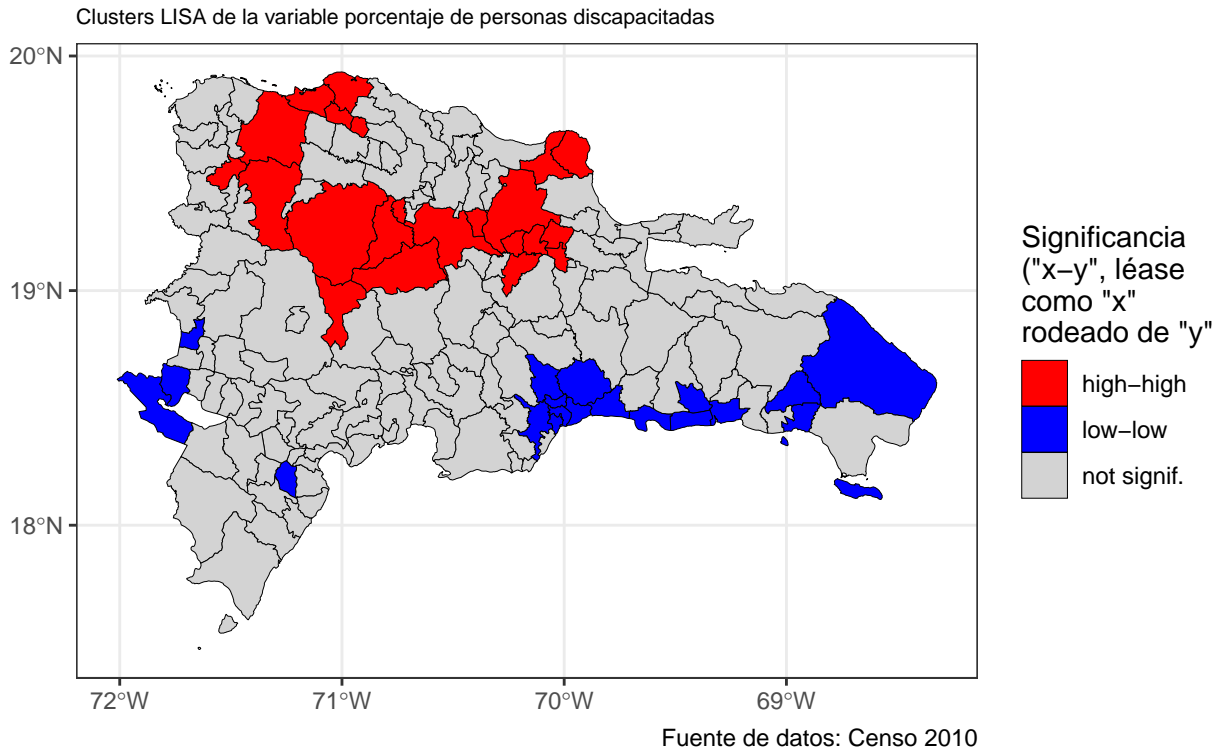 Clusters LISA de la variable porcentaje de personas discapacitadas
20°N
19°N
18°N
72°W
71°W
70°W
69°W
Significancia
("x−y", léase
como "x"
rodeado de "y"
high−high
low−low
not signif.
Fuente de datos: Censo 2010